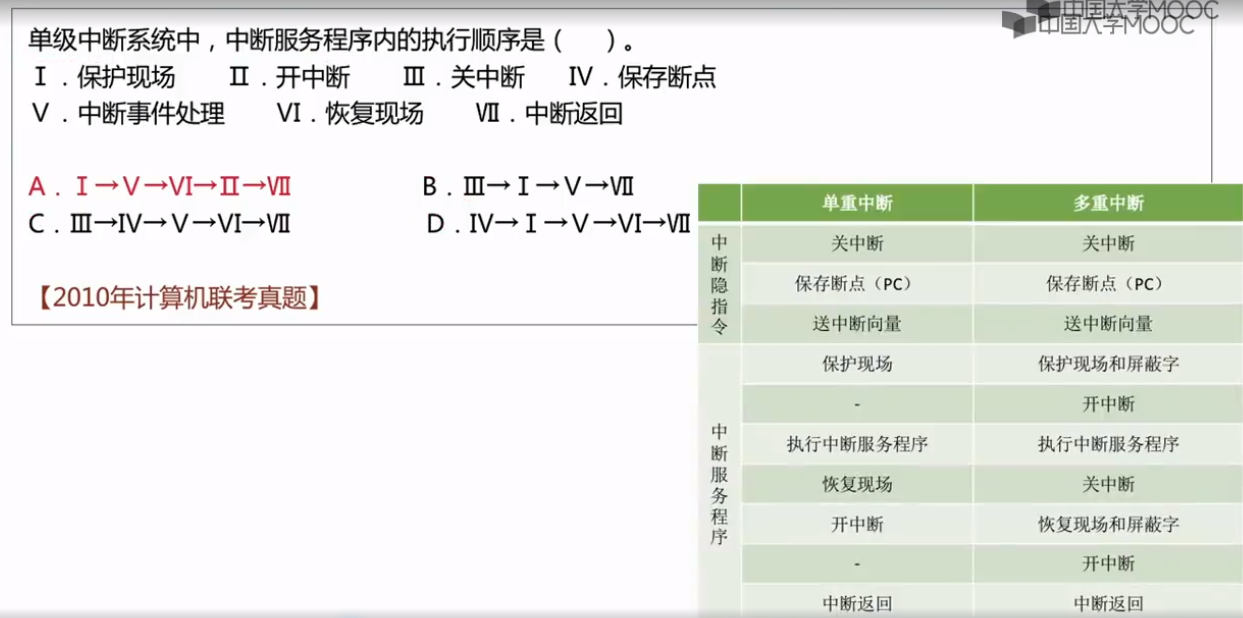 中国大学MOOC
中国大学MOOC
单级中断系统中，中断服务程序内的执行顺序是（　　）。
Ⅰ．保护现场　　Ⅱ．开中断　　Ⅲ．关中断　　Ⅳ．保存断点
Ⅴ．中断事件处理　　Ⅵ．恢复现场　　Ⅶ．中断返回
A．Ⅰ→Ⅴ→Ⅵ→Ⅱ→Ⅶ　　B．Ⅲ→Ⅰ→Ⅴ→Ⅶ
C．Ⅲ→Ⅳ→Ⅴ→Ⅵ→Ⅶ　　D．Ⅳ→Ⅰ→Ⅴ→Ⅵ→Ⅶ
【2010年计算机联考真题】
单重中断　　多重中断
中断隐指令
关中断　　关中断
保存断点（PC）　　保存断点（PC）
送中断向量　　送中断向量
中断服务程序
保护现场　　保护现场和屏蔽字
-　　开中断
执行中断服务程序　　执行中断服务程序
恢复现场　　关中断
开中断　　恢复现场和屏蔽字
-　　开中断
中断返回　　中断返回